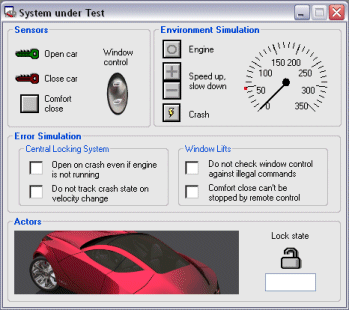 System under Test
Sensors
Open car
Close car
Comfort
close
Window
control
Environment Simulation
Engine
Speed up,
slow down
Crash
0
50
100
150
200
250
300
350
Error Simulation
Central Locking System
Open on crash even if engine
is not running
Do not track crash state on
velocity change
Window Lifts
Do not check window control
against illegal commands
Comfort close can't be
stopped by remote control
Actors
Lock state